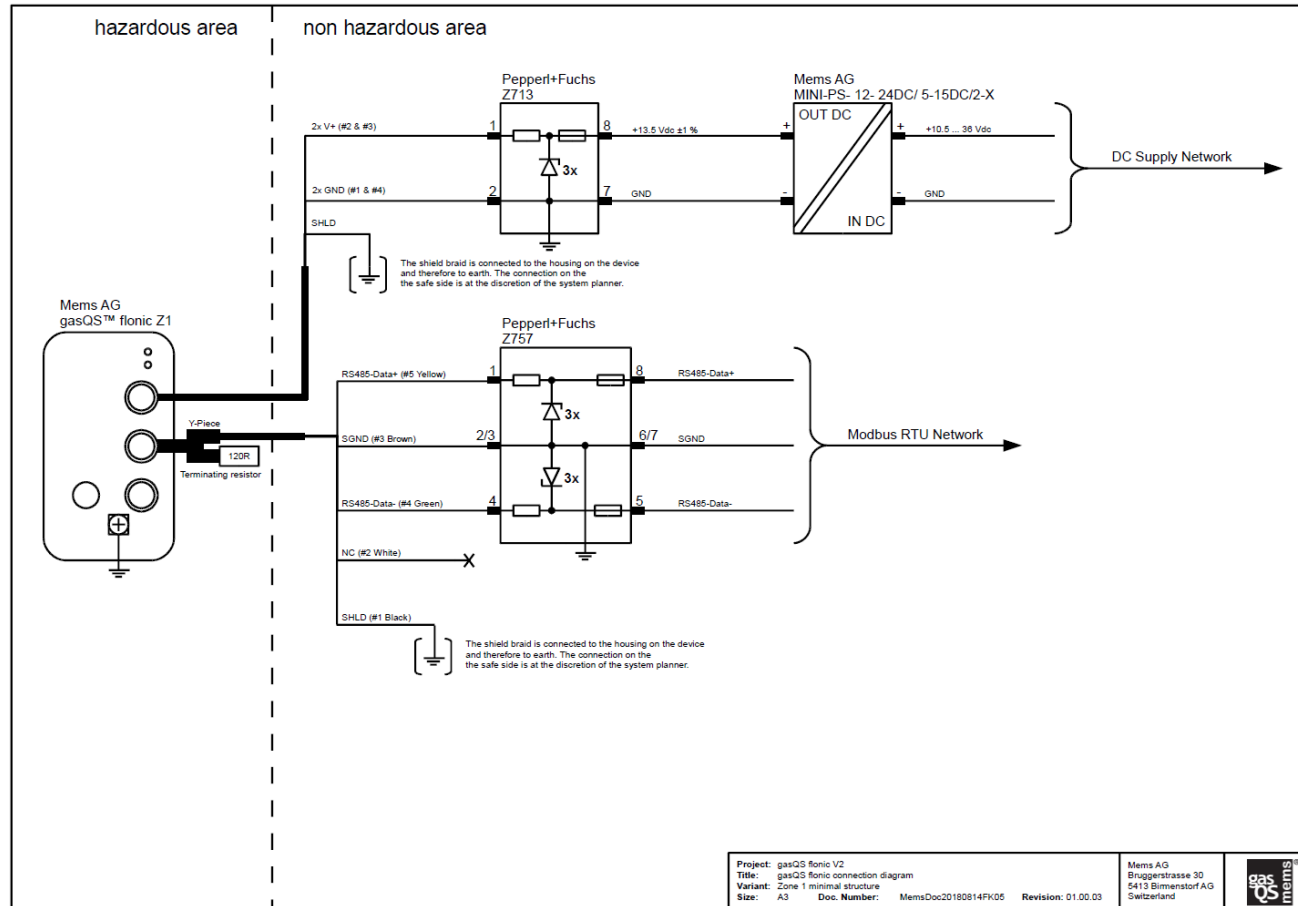 hazardous area
non hazardous area
Pepperl+Fuchs
Z713
Mems AG
MINI-PS- 12- 24DC/ 5-15DC/2-X
2x V+ (#2 & #3)
1
8
+13.5 Vdc ±1 %
+
OUT DC
+
+10.5 ... 36 Vdc
3x
DC Supply Network
2x GND (#1 & #4)
2
7
GND
-
-
GND
IN DC
SHLD
The shield braid is connected to the housing on the device
and therefore to earth. The connection on the
the safe side is at the discretion of the system planner.
Mems AG
gasQS™ flonic Z1
Pepperl+Fuchs
Z757
RS485-Data+ (#5 Yellow)
1
8
RS485-Data+
3x
Y-Piece
SGND (#3 Brown)
2/3
6/7
SGND
Modbus RTU Network
120R
Terminating resistor
3x
RS485-Data- (#4 Green)
4
5
RS485-Data-
NC (#2 White)
SHLD (#1 Black)
The shield braid is connected to the housing on the device
and therefore to earth. The connection on the
the safe side is at the discretion of the system planner.
Project: gasQS flonic V2
Title: gasQS flonic connection diagram
Variant: Zone 1 minimal structure
Size: A3 Doc. Number: MemsDoc20180814FK05 Revision: 01.00.03
Mems AG
Bruggerstrasse 30
5413 Birmenstorf AG
Switzerland
gas
QS
mems
®